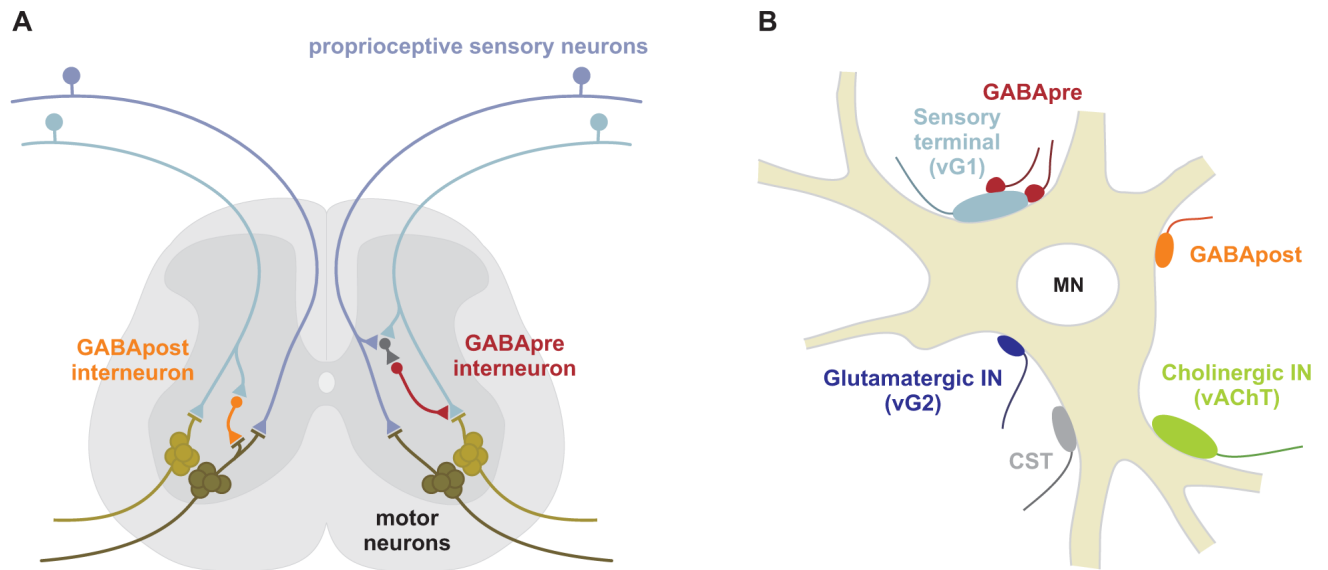 A
proprioceptive sensory neurons
GABApost
interneuron
GABApre
interneuron
motor
neurons
B
GABApre
Sensory
terminal
(vG1)
GABApost
MN
Glutamatergic IN
(vG2)
Cholinergic IN
(vAChT)
CST